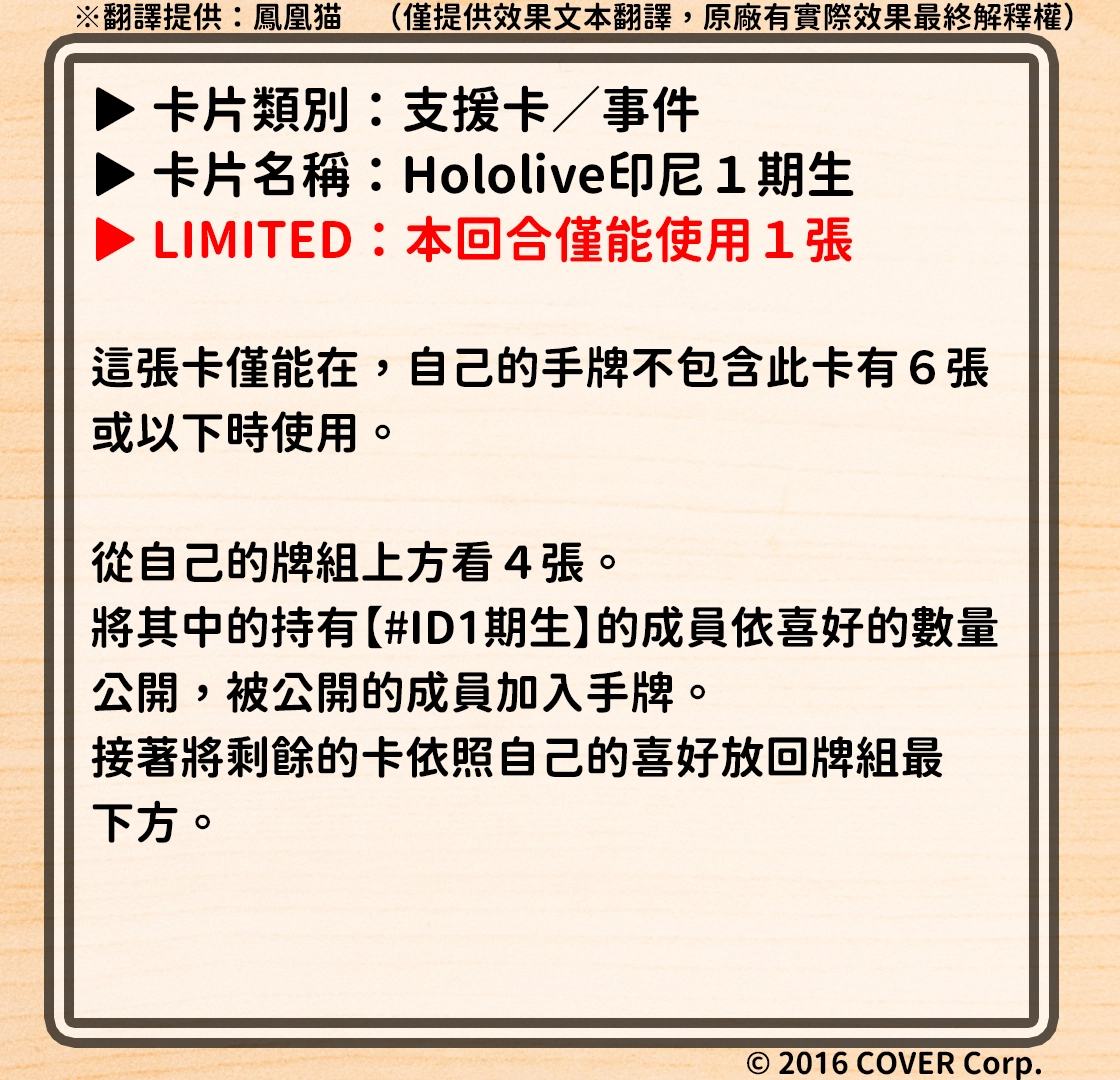 ※翻譯提供：鳳凰猫　（僅提供效果文本翻譯，原廠有實際效果最終解釋權）
▶ 卡片類別：支援卡／事件
▶ 卡片名稱：Hololive印尼１期生
▶ LIMITED：本回合僅能使用１張
這張卡僅能在，自己的手牌不包含此卡有６張
或以下時使用。
從自己的牌組上方看４張。
將其中的持有【#ID1期生】的成員依喜好的數量
公開，被公開的成員加入手牌。
接著將剩餘的卡依照自己的喜好放回牌組最
下方。
© 2016 COVER Corp.